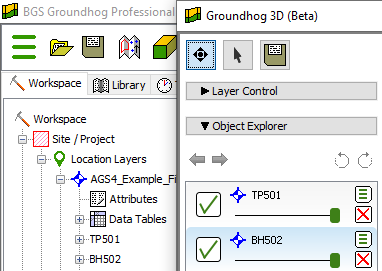 BGS Groundhog Professional
Workspace
Library
Workspace
Site / Project
Location Layers
AGS4_Example_Fi
Attributes
Data Tables
TP501
BH502
Groundhog 3D (Beta)
Layer Control
Object Explorer
TP501
BH502